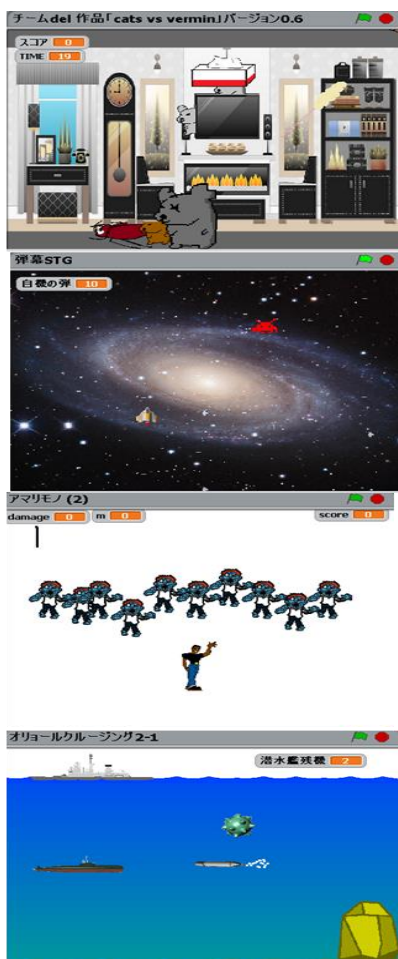 チームdel 作品「cats vs vermin」バージョン0.6
スコア 0
TIME 19
弾幕STG
自機の弾 10
アマリモノ (2)
damage 0 m 0 score 0
オリョールクルージング2-1
潜水艦残機 2